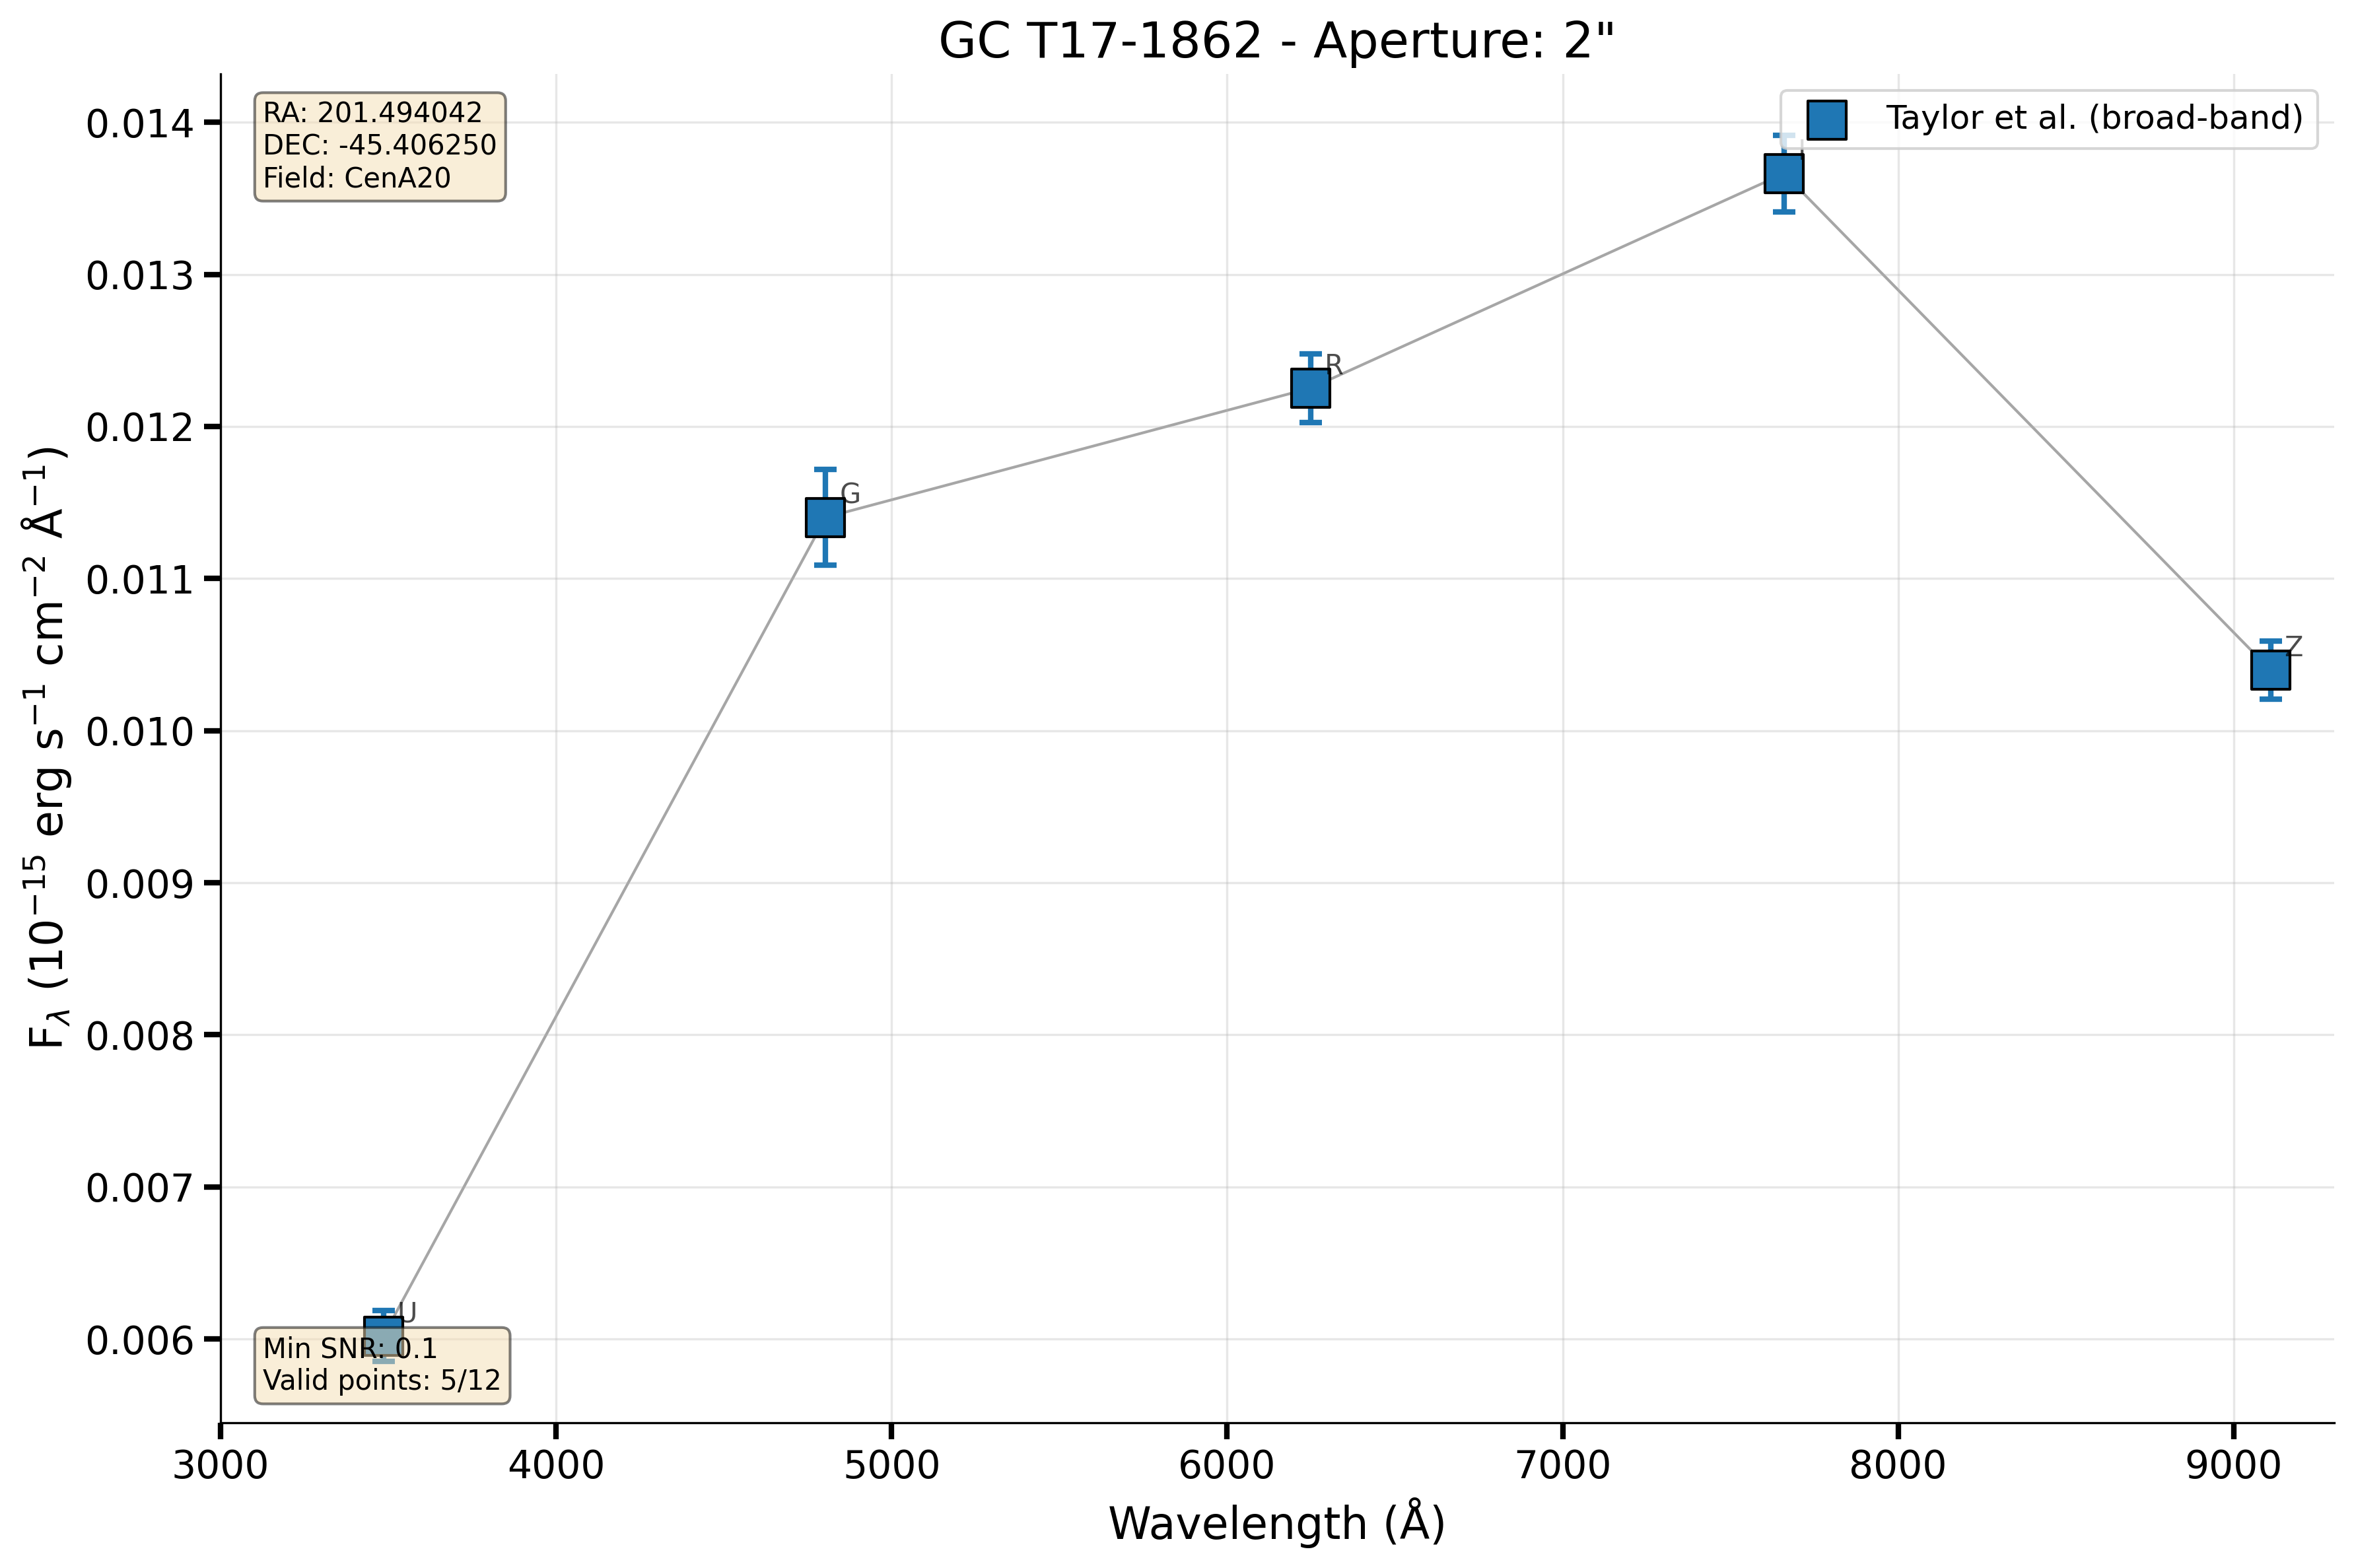 GC T17-1862 - Aperture: 2"
RA: 201.494042
DEC: -45.406250
Field: CenA20
Taylor et al. (broad-band)
0.014
0.013
0.012
0.011
0.010
0.009
0.008
0.007
0.006
F_λ (10^−15 erg s^−1 cm^−2 Å^−1)
U
G
R
I
Z
Min SNR: 0.1
Valid points: 5/12
3000 4000 5000 6000 7000 8000 9000
Wavelength (Å)